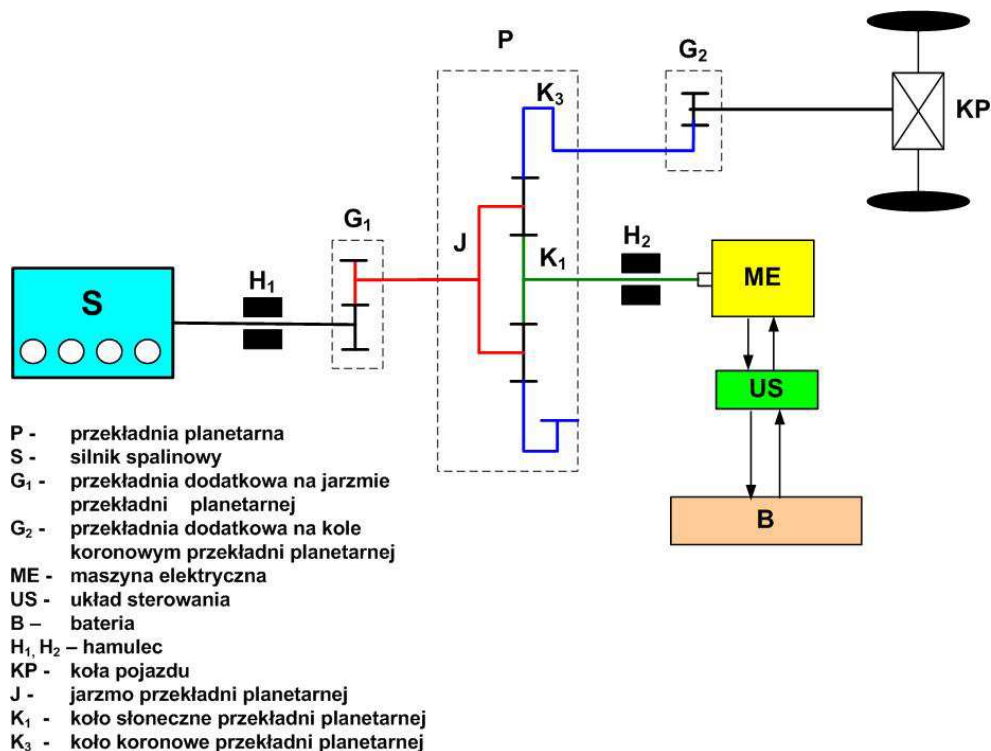 P
G₂
K₃
KP
G₁
J
H₂
K₁
ME
H₁
S
US
B
P - przekładnia planetarna
S - silnik spalinowy
G₁ - przekładnia dodatkowa na jarzmie
przekładni planetarnej
G₂ - przekładnia dodatkowa na kole
koronowym przekładni planetarnej
ME - maszyna elektryczna
US - układ sterowania
B – bateria
H₁, H₂ – hamulec
KP - koła pojazdu
J - jarzmo przekładni planetarnej
K₁ - koło słoneczne przekładni planetarnej
K₃ - koło koronowe przekładni planetarnej